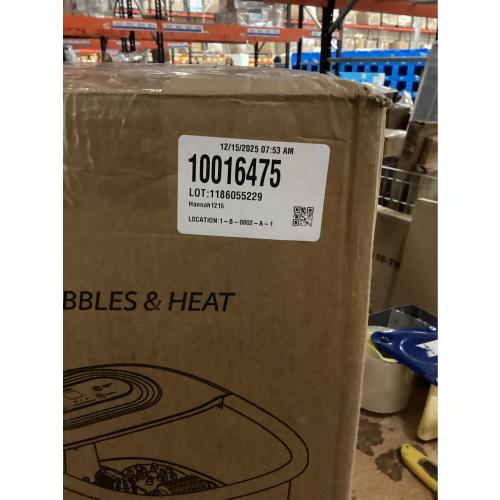 12/15/2025 07:53 AM
10016475
LOT:1186055229
Hannah1215
LOCATION:1-B-0802-A-1
BBLES & HEAT